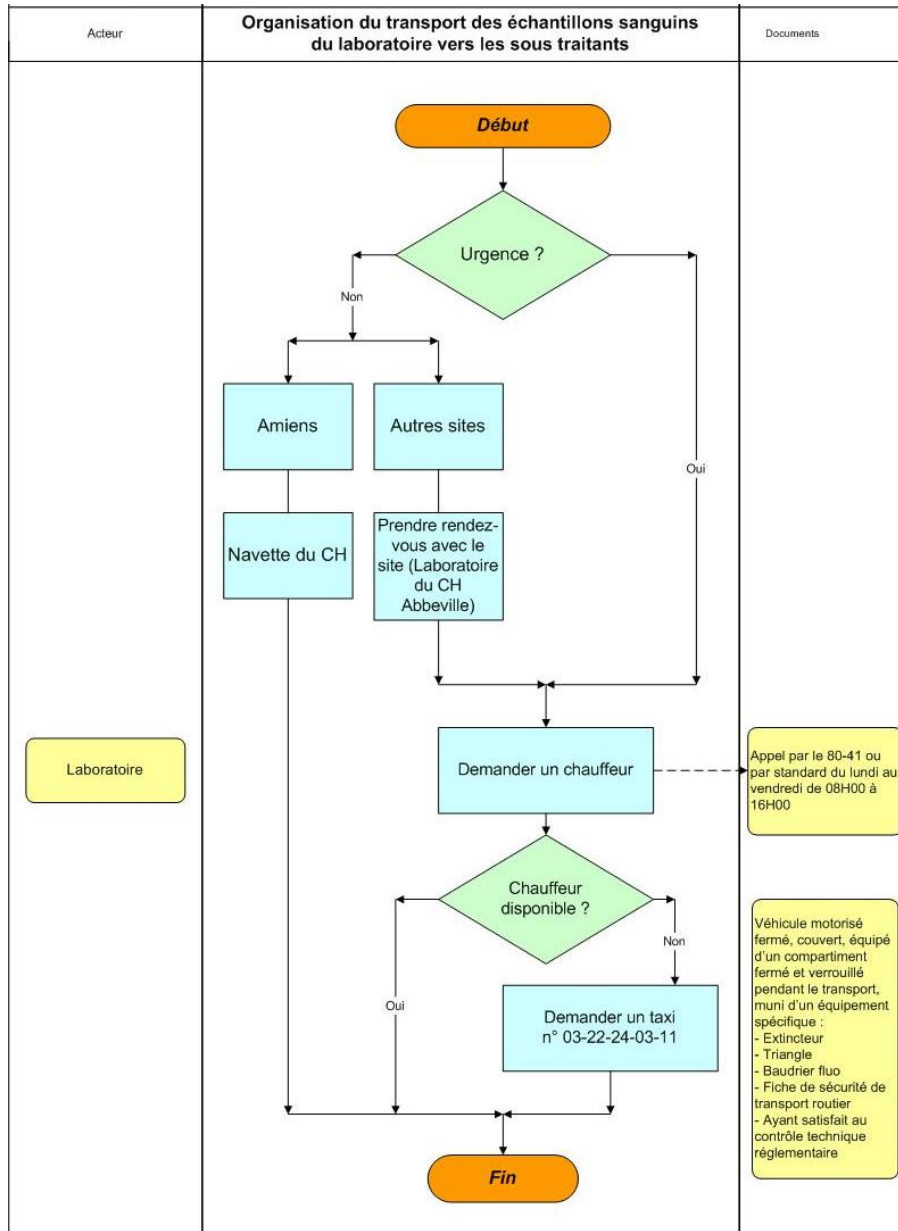 Acteur
Organisation du transport des échantillons sanguins
du laboratoire vers les sous traitants
Documents
Début
Urgence ?
Non
Oui
Amiens
Autres sites
Navette du CH
Prendre rendez-
vous avec le
site (Laboratoire
du CH
Abbeville)
Laboratoire
Demander un chauffeur
Appel par le 80-41 ou
par standard du lundi au
vendredi de 08H00 à
16H00
Chauffeur
disponible ?
Non
Oui
Demander un taxi
n° 03-22-24-03-11
Véhicule motorisé
fermé, couvert, équipé
d'un compartiment
fermé et verrouillé
pendant le transport,
muni d'un équipement
spécifique :
- Extincteur
- Triangle
- Baudrier fluo
- Fiche de sécurité de
transport routier
- Ayant satisfait au
contrôle technique
réglementaire
Fin